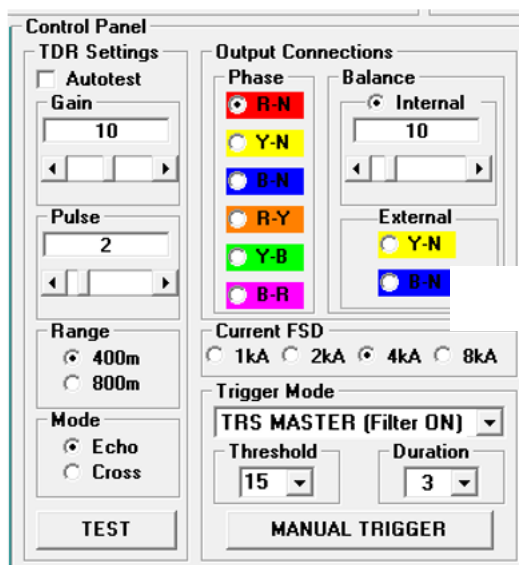 Control Panel
TDR Settings
Autotest
Gain
10
Pulse
2
Range
400m
800m
Mode
Echo
Cross
TEST
Output Connections
Phase
R-N
Y-N
B-N
R-Y
Y-B
B-R
Balance
Internal
10
External
Y-N
B-N
Current FSD
1kA 2kA 4kA 8kA
Trigger Mode
TRS MASTER (Filter ON)
Threshold
15
Duration
3
MANUAL TRIGGER